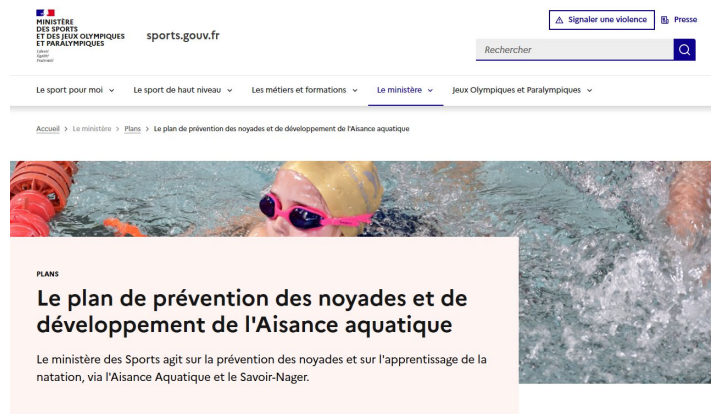 MINISTÈRE
DES SPORTS
ET DES JEUX OLYMPIQUES
ET PARALYMPIQUES
Liberté
Égalité
Fraternité
sports.gouv.fr
Signaler une violence
Presse
Rechercher
Le sport pour moi
Le sport de haut niveau
Les métiers et formations
Le ministère
Jeux Olympiques et Paralympiques
Accueil > Le ministère > Plans > Le plan de prévention des noyades et de développement de l'Aisance aquatique
PLANS
Le plan de prévention des noyades et de
développement de l'Aisance aquatique
Le ministère des Sports agit sur la prévention des noyades et sur l'apprentissage de la
natation, via l'Aisance Aquatique et le Savoir-Nager.